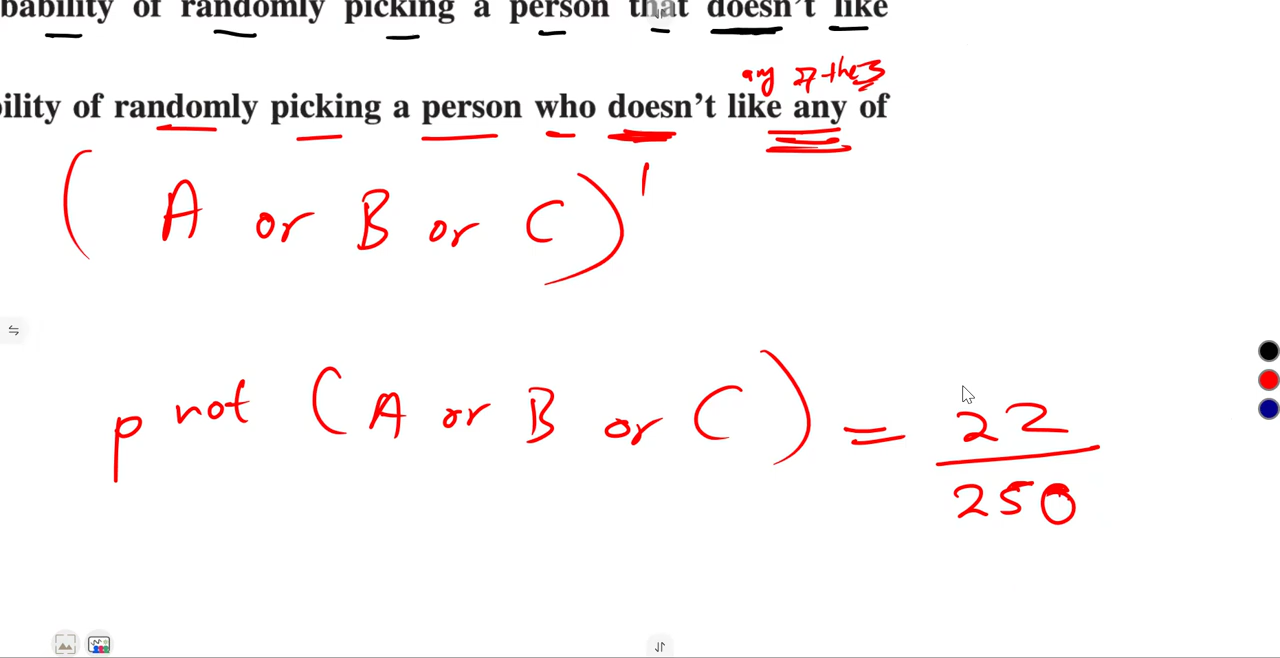 bability of randomly picking a person that doesn't like
any of the 3
ility of randomly picking a person who doesn't like any of
( A or B or C )'
p not ( A or B or C ) = 22
250